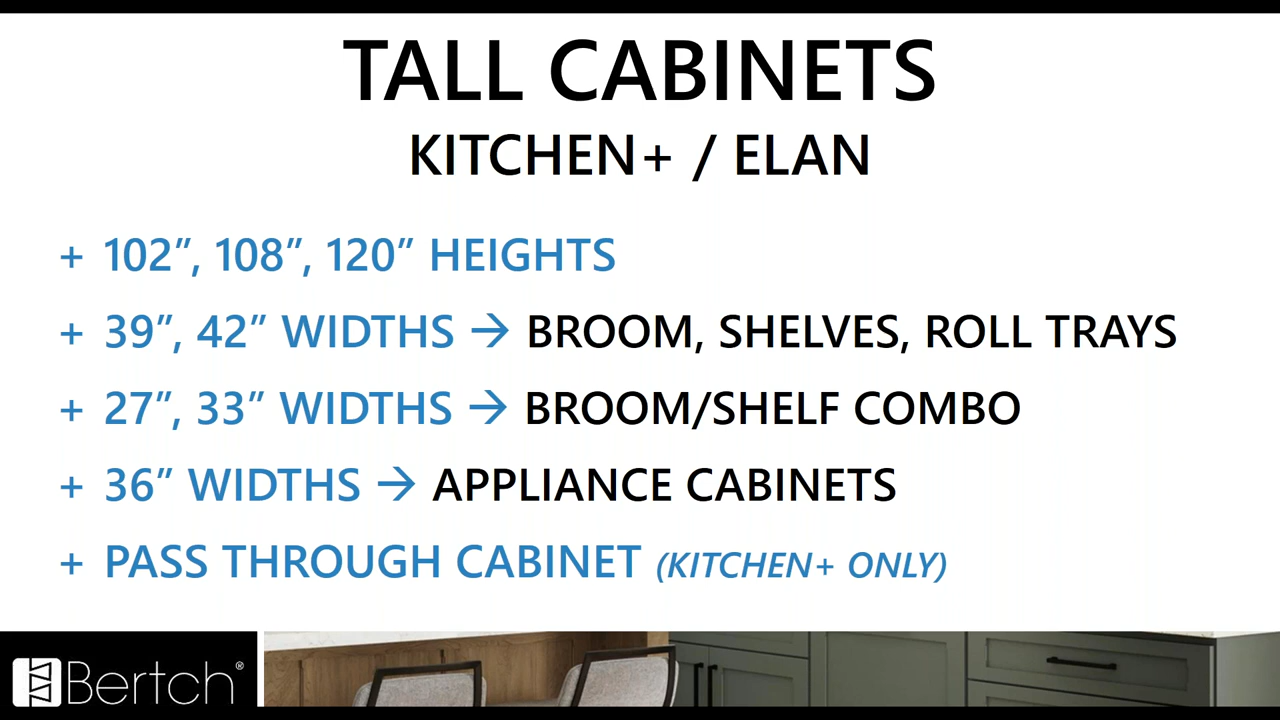 TALL CABINETS
KITCHEN+ / ELAN
+ 102”, 108”, 120” HEIGHTS
+ 39”, 42” WIDTHS → BROOM, SHELVES, ROLL TRAYS
+ 27”, 33” WIDTHS → BROOM/SHELF COMBO
+ 36” WIDTHS → APPLIANCE CABINETS
+ PASS THROUGH CABINET (KITCHEN+ ONLY)
Bertch®